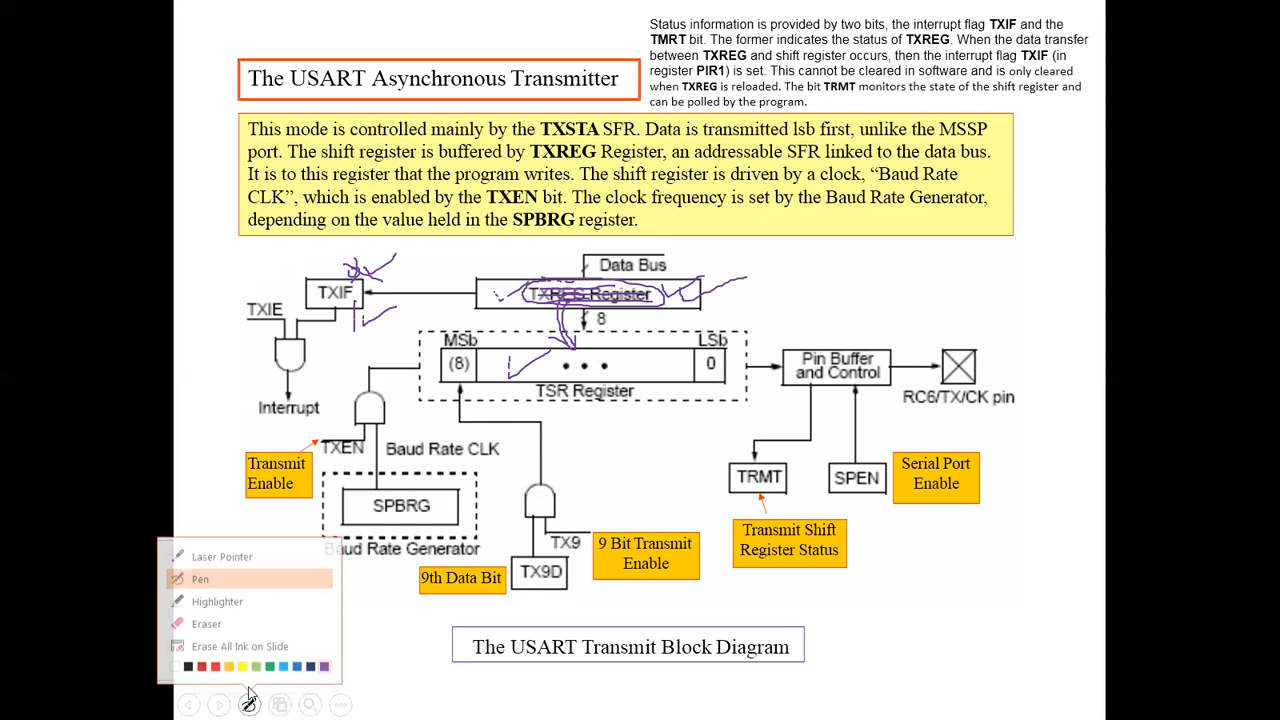 Status information is provided by two bits, the interrupt flag TXIF and the
TMRT bit. The former indicates the status of TXREG. When the data transfer
between TXREG and shift register occurs, then the interrupt flag TXIF (in
register PIR1) is set. This cannot be cleared in software and is only cleared
when TXREG is reloaded. The bit TRMT monitors the state of the shift register and
can be polled by the program.
The USART Asynchronous Transmitter
This mode is controlled mainly by the TXSTA SFR. Data is transmitted lsb first, unlike the MSSP
port. The shift register is buffered by TXREG Register, an addressable SFR linked to the data bus.
It is to this register that the program writes. The shift register is driven by a clock, “Baud Rate
CLK”, which is enabled by the TXEN bit. The clock frequency is set by the Baud Rate Generator,
depending on the value held in the SPBRG register.
Data Bus
TXIF
TXREG Register
TXIE
8
MSb
LSb
(8)
• • •
0
Pin Buffer
and Control
TSR Register
RC6/TX/CK pin
Interrupt
TXEN
Baud Rate CLK
Transmit
Enable
TRMT
SPEN
Serial Port
Enable
SPBRG
Baud Rate Generator
Transmit Shift
Register Status
TX9
9 Bit Transmit
Enable
9th Data Bit
TX9D
The USART Transmit Block Diagram
Laser Pointer
Pen
Highlighter
Eraser
Erase All Ink on Slide